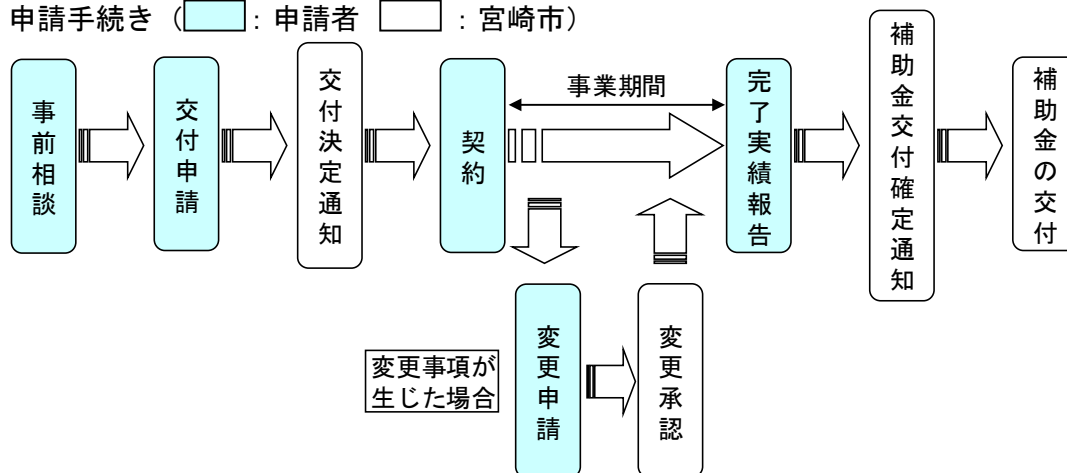 申請手続き（　　：申請者　　　：宮崎市）
事前相談
交付申請
交付決定通知
契約
事業期間
完了実績報告
補助金交付確定通知
補助金の交付
変更事項が
生じた場合
変更申請
変更承認